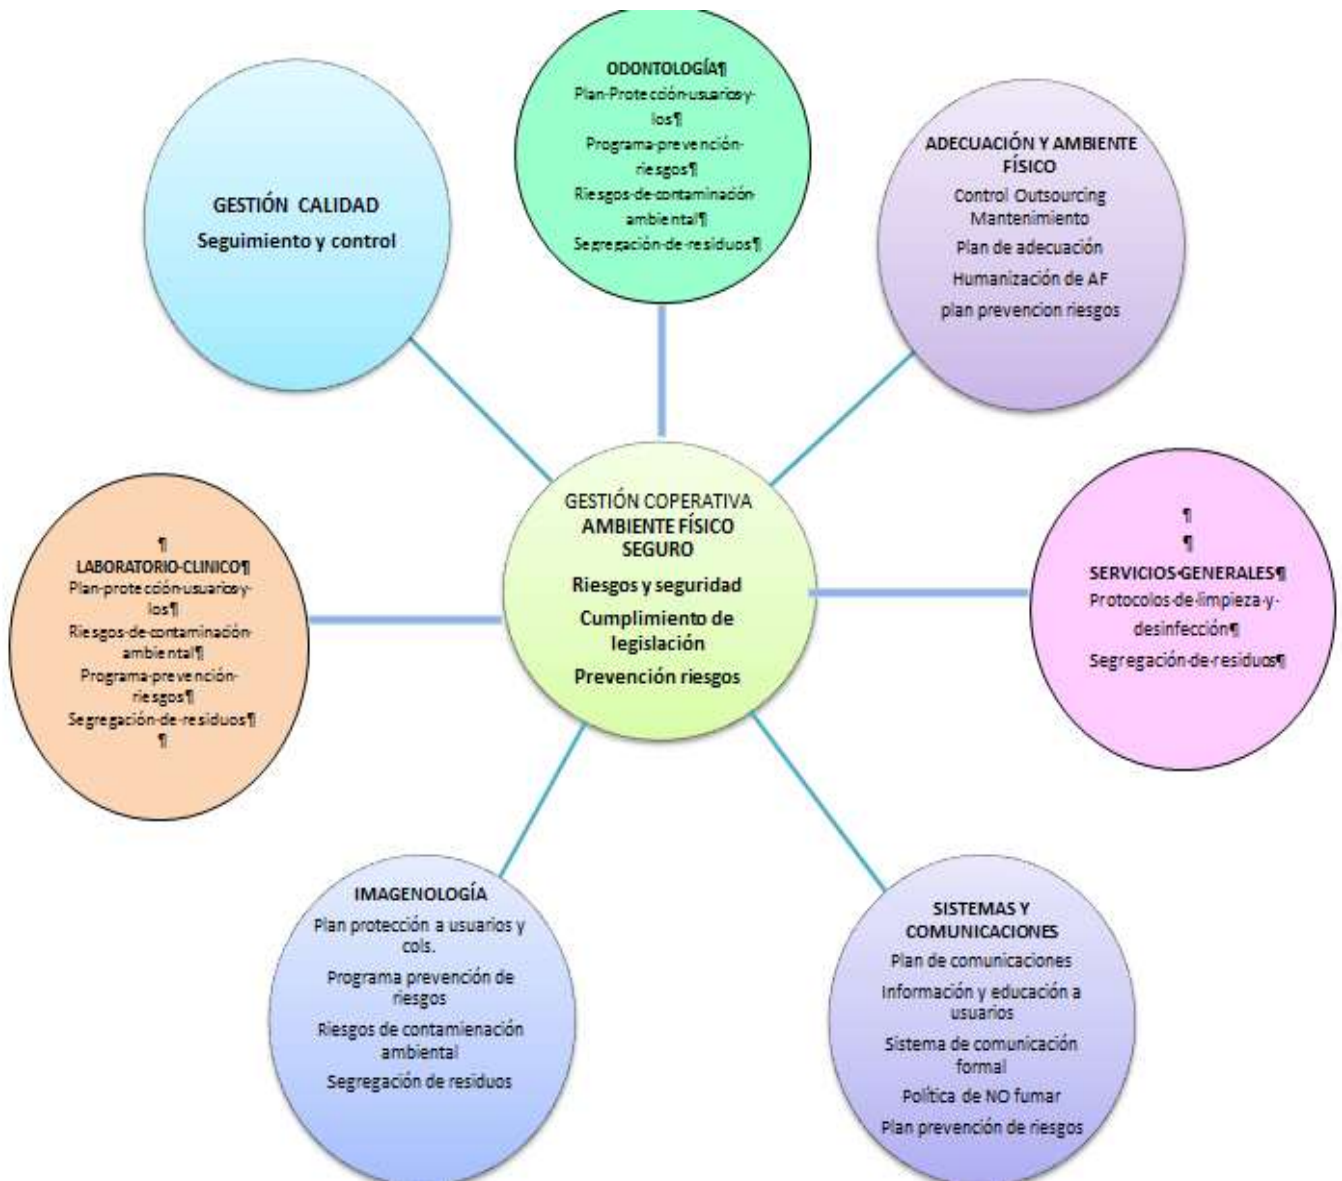 ODONTOLOGÍA¶
Plan·Protección·usuarios·y·
los¶
Programa·prevención·
riesgos¶
Riesgos·de·contaminación·
ambiental¶
Segregación·de·residuos¶
GESTIÓN CALIDAD
Seguimiento y control
ADECUACIÓN Y AMBIENTE
FÍSICO
Control Outsourcing
Mantenimiento
Plan de adecuación
Humanización de AF
plan prevencion riesgos
GESTIÓN COPERATIVA
AMBIENTE FÍSICO
SEGURO
Riesgos y seguridad
Cumplimiento de
legislación
Prevención riesgos
¶
¶
SERVICIOS·GENERALES¶
Protocolos·de·limpieza·y·
desinfección¶
Segregación·de·residuos¶
¶
LABORATORIO·CLINICO¶
Plan·protección·usuarios·y·
los¶
Riesgos·de·contaminación·
ambiental¶
Programa·prevención·
riesgos¶
Segregación·de·residuos¶
¶
IMAGENOLOGÍA
Plan protección a usuarios y
cols.
Programa prevención de
riesgos
Riesgos de contamienación
ambiental
Segregación de residuos
SISTEMAS Y
COMUNICACIONES
Plan de comunicaciones
Información y educación a
usuarios
Sistema de comunicación
formal
Política de NO fumar
Plan prevención de riesgos